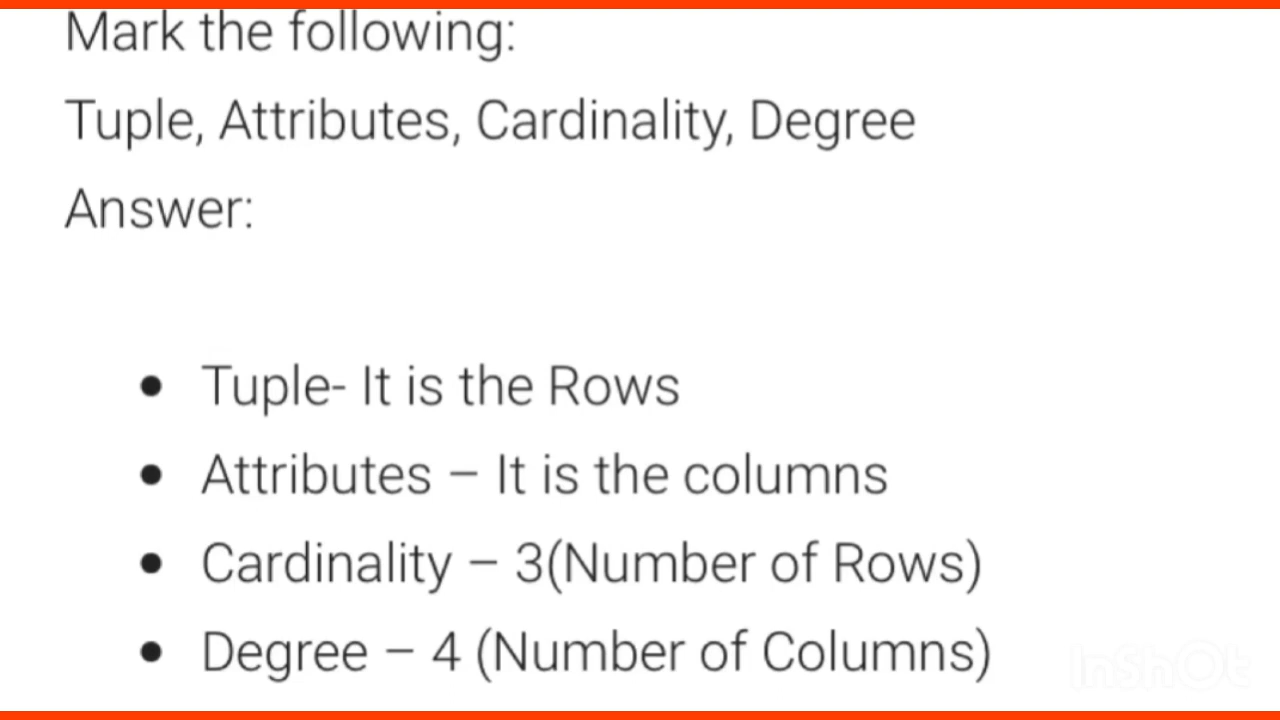 Mark the following:
Tuple, Attributes, Cardinality, Degree
Answer:
• Tuple- It is the Rows
• Attributes – It is the columns
• Cardinality – 3(Number of Rows)
• Degree – 4 (Number of Columns)
InShOt